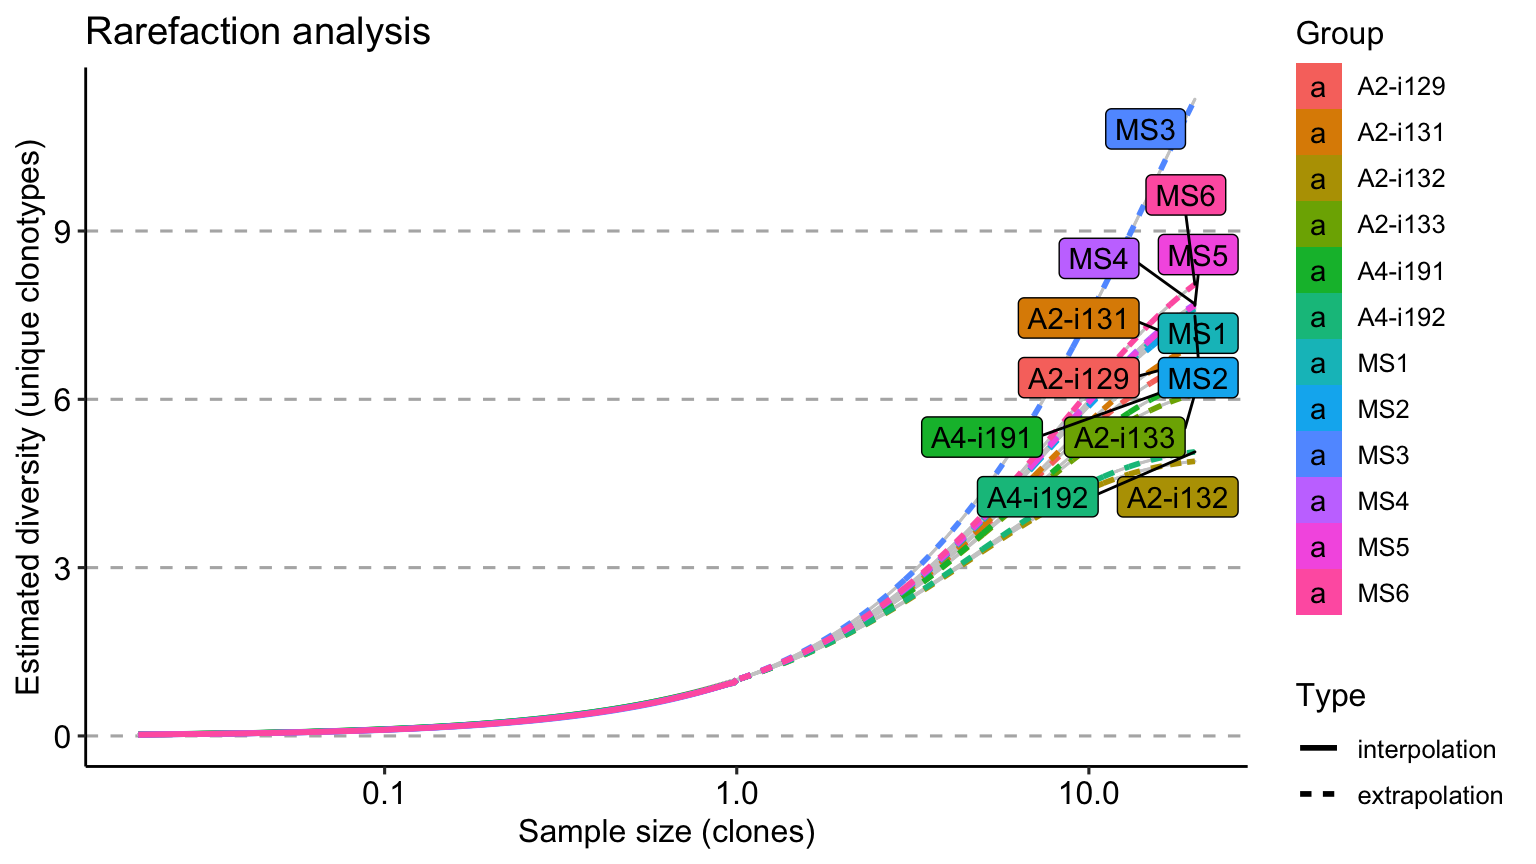 Rarefaction analysis
Estimated diversity (unique clonotypes)
9
6
3
0
0.1
1.0
10.0
Sample size (clones)
MS3
MS6
MS4
MS5
A2-i131
MS1
A2-i129
MS2
A4-i191
A2-i133
A4-i192
A2-i132
Group
a A2-i129
a A2-i131
a A2-i132
a A2-i133
a A4-i191
a A4-i192
a MS1
a MS2
a MS3
a MS4
a MS5
a MS6
Type
interpolation
extrapolation